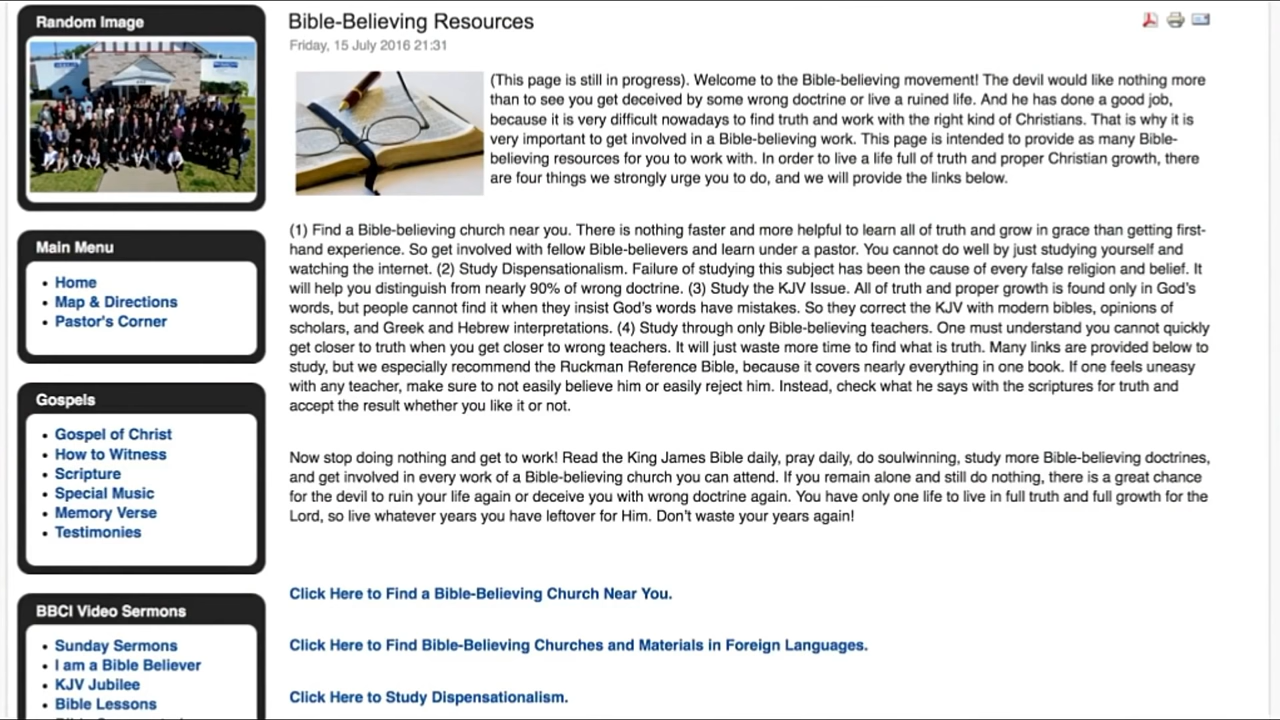 Random Image
Main Menu
Home
Map & Directions
Pastor's Corner
Gospels
Gospel of Christ
How to Witness
Scripture
Special Music
Memory Verse
Testimonies
BBCI Video Sermons
Sunday Sermons
I am a Bible Believer
KJV Jubilee
Bible Lessons
Bible-Believing Resources
Friday, 15 July 2016 21:31
(This page is still in progress). Welcome to the Bible-believing movement! The devil would like nothing more
than to see you get deceived by some wrong doctrine or live a ruined life. And he has done a good job,
because it is very difficult nowadays to find truth and work with the right kind of Christians. That is why it is
very important to get involved in a Bible-believing work. This page is intended to provide as many Bible-
believing resources for you to work with. In order to live a life full of truth and proper Christian growth, there
are four things we strongly urge you to do, and we will provide the links below.
(1) Find a Bible-believing church near you. There is nothing faster and more helpful to learn all of truth and grow in grace than getting first-
hand experience. So get involved with fellow Bible-believers and learn under a pastor. You cannot do well by just studying yourself and
watching the internet. (2) Study Dispensationalism. Failure of studying this subject has been the cause of every false religion and belief. It
will help you distinguish from nearly 90% of wrong doctrine. (3) Study the KJV Issue. All of truth and proper growth is found only in God's
words, but people cannot find it when they insist God's words have mistakes. So they correct the KJV with modern bibles, opinions of
scholars, and Greek and Hebrew interpretations. (4) Study through only Bible-believing teachers. One must understand you cannot quickly
get closer to truth when you get closer to wrong teachers. It will just waste more time to find what is truth. Many links are provided below to
study, but we especially recommend the Ruckman Reference Bible, because it covers nearly everything in one book. If one feels uneasy
with any teacher, make sure to not easily believe him or easily reject him. Instead, check what he says with the scriptures for truth and
accept the result whether you like it or not.
Now stop doing nothing and get to work! Read the King James Bible daily, pray daily, do soulwinning, study more Bible-believing doctrines,
and get involved in every work of a Bible-believing church you can attend. If you remain alone and still do nothing, there is a great chance
for the devil to ruin your life again or deceive you with wrong doctrine again. You have only one life to live in full truth and full growth for the
Lord, so live whatever years you have leftover for Him. Don't waste your years again!
Click Here to Find a Bible-Believing Church Near You.
Click Here to Find Bible-Believing Churches and Materials in Foreign Languages.
Click Here to Study Dispensationalism.